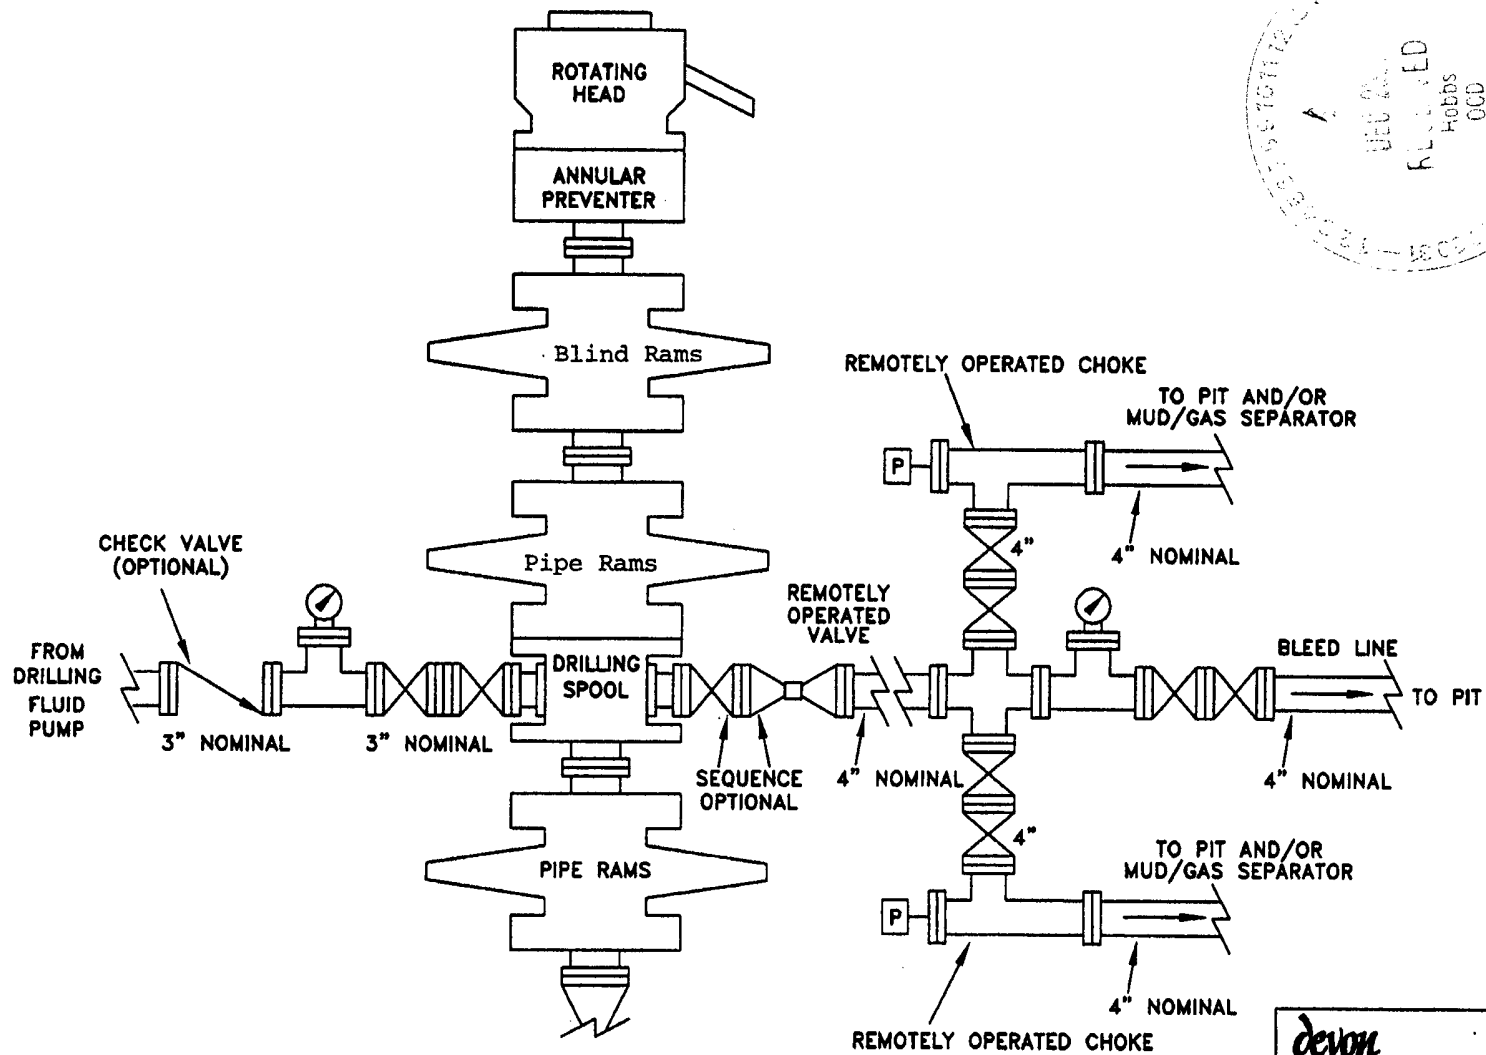 ROTATING
HEAD
ANNULAR
PREVENTER
Blind Rams
REMOTELY OPERATED CHOKE
TO PIT AND/OR
MUD/GAS SEPARATOR
P
4"
4" NOMINAL
CHECK VALVE
(OPTIONAL)
Pipe Rams
REMOTELY
OPERATED
VALVE
FROM
DRILLING
FLUID
PUMP
DRILLING
SPOOL
BLEED LINE
TO PIT
3" NOMINAL
3" NOMINAL
SEQUENCE
OPTIONAL
4" NOMINAL
4" NOMINAL
4"
PIPE RAMS
TO PIT AND/OR
MUD/GAS SEPARATOR
P
4" NOMINAL
REMOTELY OPERATED CHOKE
devon
Hobbs
OCD